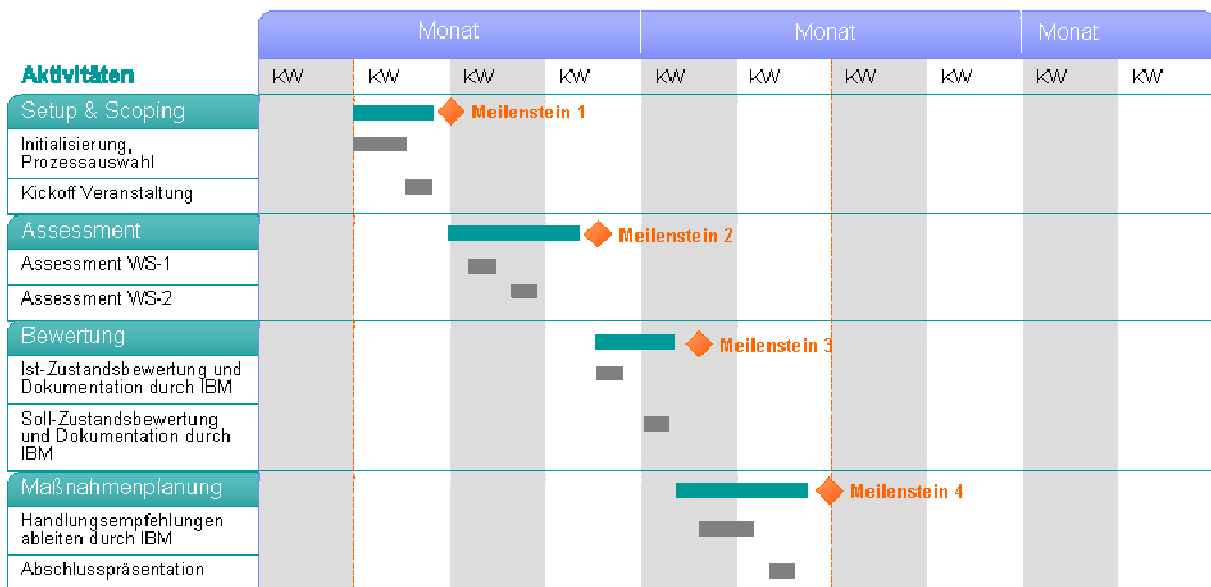 Monat Monat Monat
Aktivitäten KW KW KW KW KW KW KW KW KW KW
Setup & Scoping Meilenstein 1
Initialisierung,
Prozessauswahl
Kickoff Veranstaltung
Assessment Meilenstein 2
Assessment WS-1
Assessment WS-2
Bewertung Meilenstein 3
Ist-Zustandsbewertung und
Dokumentation durch IBM
Soll-Zustandsbewertung
und Dokumentation durch
IBM
Maßnahmenplanung Meilenstein 4
Handlungsempfehlungen
ableiten durch IBM
Abschlusspräsentation